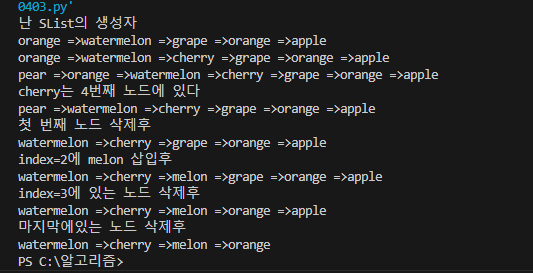 0403.py'
난 SList의 생성자
orange =>watermelon =>grape =>orange =>apple
orange =>watermelon =>cherry =>grape =>orange =>apple
pear =>orange =>watermelon =>cherry =>grape =>orange =>apple
cherry는 4번째 노드에 있다
pear =>watermelon =>cherry =>grape =>orange =>apple
첫 번째 노드 삭제후
watermelon =>cherry =>grape =>orange =>apple
index=2에 melon 삽입후
watermelon =>cherry =>melon =>grape =>orange =>apple
index=3에 있는 노드 삭제후
watermelon =>cherry =>melon =>orange =>apple
마지막에있는 노드 삭제후
watermelon =>cherry =>melon =>orange
PS C:\알고리즘>